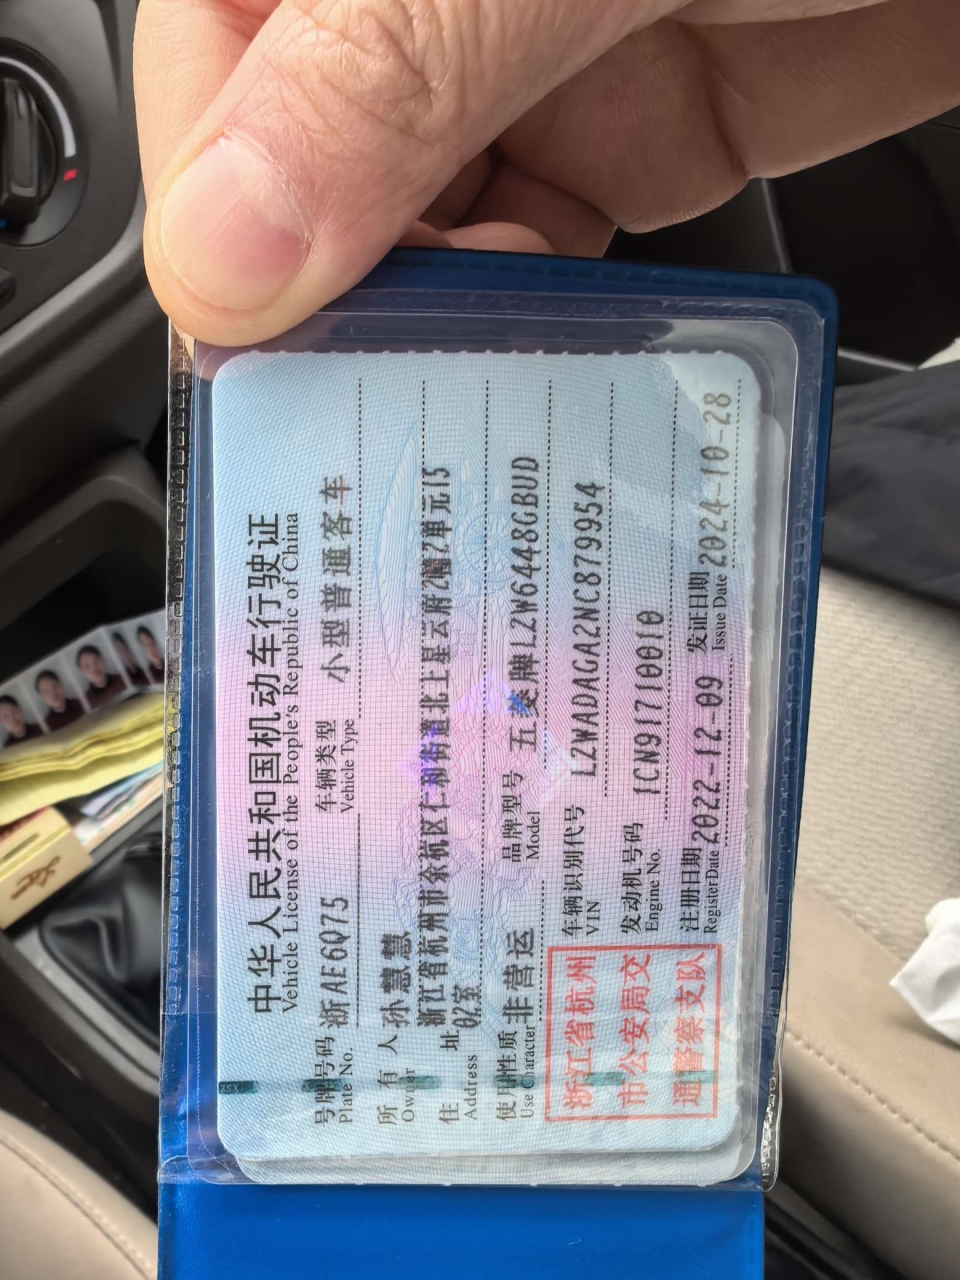 中华人民共和国机动车行驶证
Vehicle License of the People's Republic of China
号牌号码 浙AE6Q75 车辆类型 小型普通客车
Plate No. Vehicle Type
所有人 孙慧慧
Owner
住址 浙江省杭州市余杭区仁和街道北上星云府2幢2单元15
02室
Address
使用性质 非营运 品牌型号 五菱牌LZW6448GBUD
Use Character Model
车辆识别代号 LZWADAGA2NC879954
VIN
发动机号码 1CN91710010
Engine No.
注册日期 2022-12-09 发证日期 2024-10-28
Register Date Issue Date
浙江省杭州
市公安局交
通警察支队